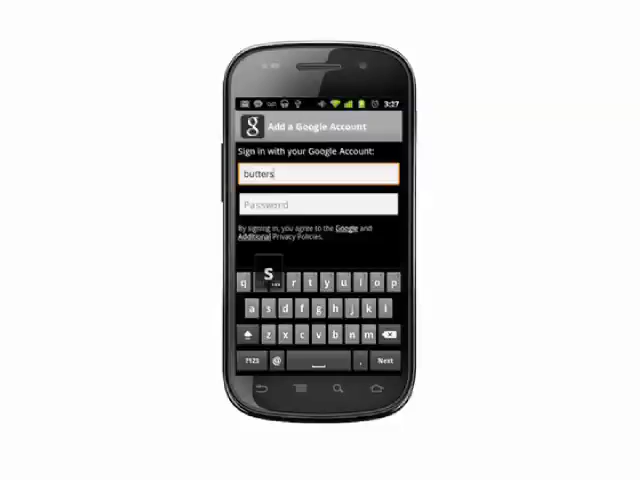 3:27
g Add a Google Account
Sign in with your Google Account:
butters
Password
By signing in, you agree to the Google and
Additional Privacy Policies.
S
q r t y u i o p
a s d f g h j k l
z x c v b n m
?123 @ , Next